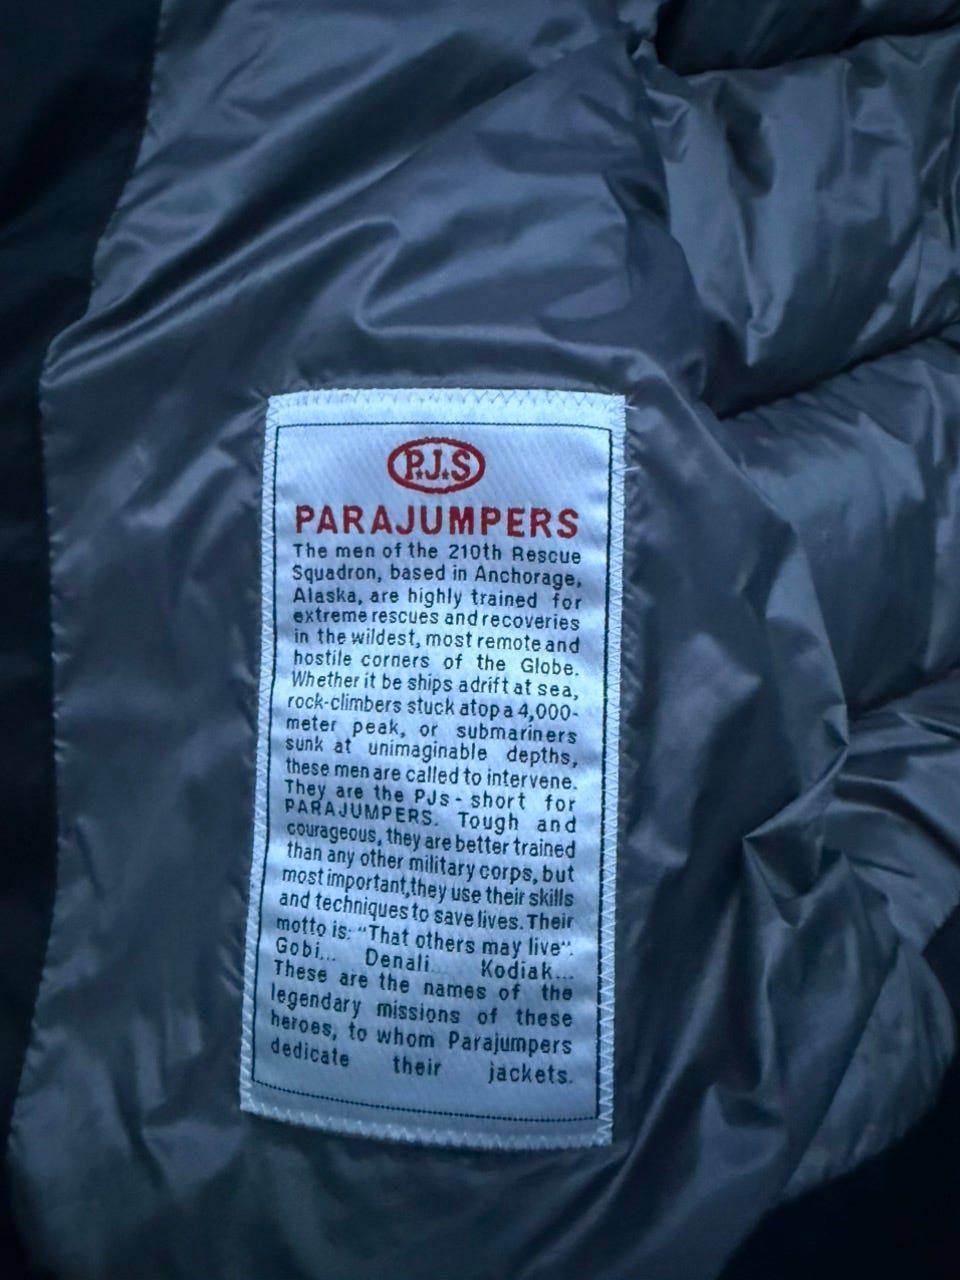 P.J.S
PARAJUMPERS
The men of the 210th Rescue
Squadron, based in Anchorage,
Alaska, are highly trained for
extreme rescues and recoveries
in the wildest, most remote and
hostile corners of the Globe.
Whether it be ships adrift at sea,
rock-climbers stuck atop a 4,000-
meter peak, or submariners
sunk at unimaginable depths,
these men are called to intervene.
They are the PJs - short for
PARAJUMPERS. Tough and
courageous, they are better trained
than any other military corps, but
most important,they use their skills
and techniques to save lives. Their
motto is: "That others may live".
Gobi... Denali... Kodiak...
These are the names of the
legendary missions of these
heroes, to whom Parajumpers
dedicate their jackets.